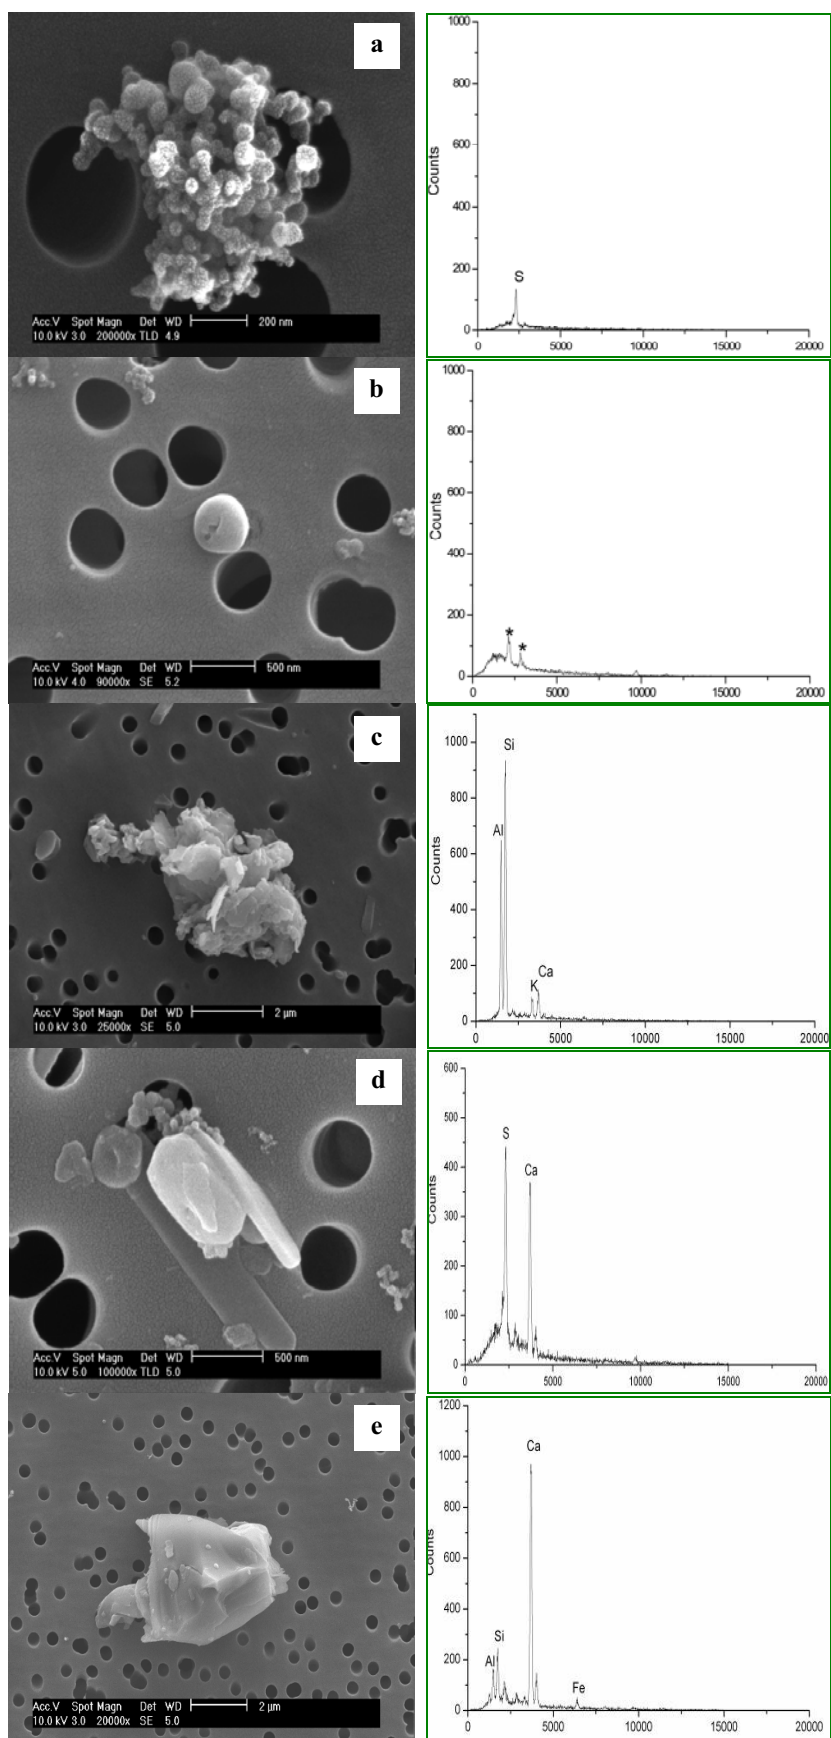 a
Acc.V Spot Magn Det WD 200 nm
10.0 kV 3.0 200000x TLD 4.9
1000
800
600
400
200
0
Counts
S
0 5000 10000 15000 20000
b
Acc.V Spot Magn Det WD 500 nm
10.0 kV 4.0 90000x SE 5.2
1000
800
600
400
200
0
Counts
* *
0 5000 10000 15000 20000
c
Acc.V Spot Magn Det WD 2 µm
10.0 kV 3.0 25000x SE 5.0
1000
800
600
400
200
0
Counts
Si
Al
K Ca
0 5000 10000 15000 20000
d
Acc.V Spot Magn Det WD 500 nm
10.0 kV 5.0 100000x TLD 5.0
600
500
400
300
200
100
0
Counts
S
Ca
0 5000 10000 15000 20000
e
Acc.V Spot Magn Det WD 2 µm
10.0 kV 3.0 20000x SE 5.0
1200
1000
800
600
400
200
0
Counts
Ca
Si
Al
Fe
0 5000 10000 15000 20000